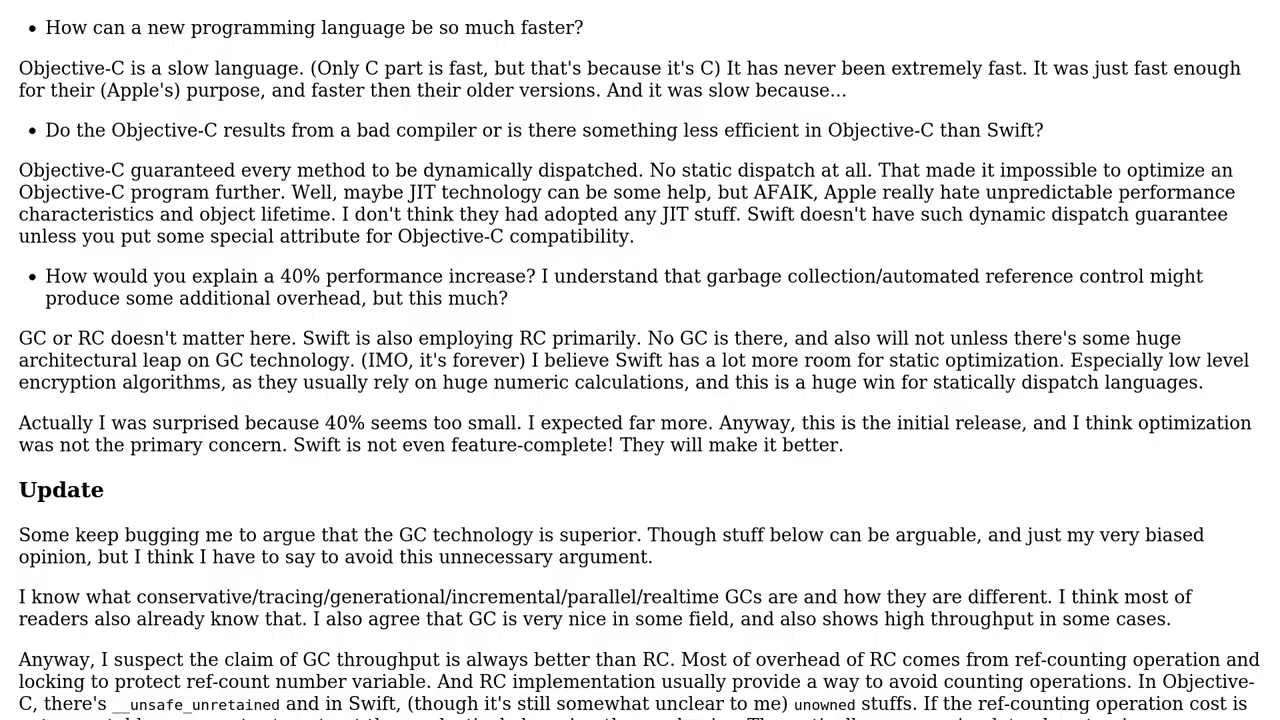 • How can a new programming language be so much faster?
Objective-C is a slow language. (Only C part is fast, but that's because it's C) It has never been extremely fast. It was just fast enough
for their (Apple's) purpose, and faster then their older versions. And it was slow because...
• Do the Objective-C results from a bad compiler or is there something less efficient in Objective-C than Swift?
Objective-C guaranteed every method to be dynamically dispatched. No static dispatch at all. That made it impossible to optimize an
Objective-C program further. Well, maybe JIT technology can be some help, but AFAIK, Apple really hate unpredictable performance
characteristics and object lifetime. I don't think they had adopted any JIT stuff. Swift doesn't have such dynamic dispatch guarantee
unless you put some special attribute for Objective-C compatibility.
• How would you explain a 40% performance increase? I understand that garbage collection/automated reference control might
produce some additional overhead, but this much?
GC or RC doesn't matter here. Swift is also employing RC primarily. No GC is there, and also will not unless there's some huge
architectural leap on GC technology. (IMO, it's forever) I believe Swift has a lot more room for static optimization. Especially low level
encryption algorithms, as they usually rely on huge numeric calculations, and this is a huge win for statically dispatch languages.
Actually I was surprised because 40% seems too small. I expected far more. Anyway, this is the initial release, and I think optimization
was not the primary concern. Swift is not even feature-complete! They will make it better.
Update
Some keep bugging me to argue that the GC technology is superior. Though stuff below can be arguable, and just my very biased
opinion, but I think I have to say to avoid this unnecessary argument.
I know what conservative/tracing/generational/incremental/parallel/realtime GCs are and how they are different. I think most of
readers also already know that. I also agree that GC is very nice in some field, and also shows high throughput in some cases.
Anyway, I suspect the claim of GC throughput is always better than RC. Most of overhead of RC comes from ref-counting operation and
locking to protect ref-count number variable. And RC implementation usually provide a way to avoid counting operations. In Objective-
C, there's __unsafe_unretained and in Swift, (though it's still somewhat unclear to me) unowned stuffs. If the ref-counting operation cost is